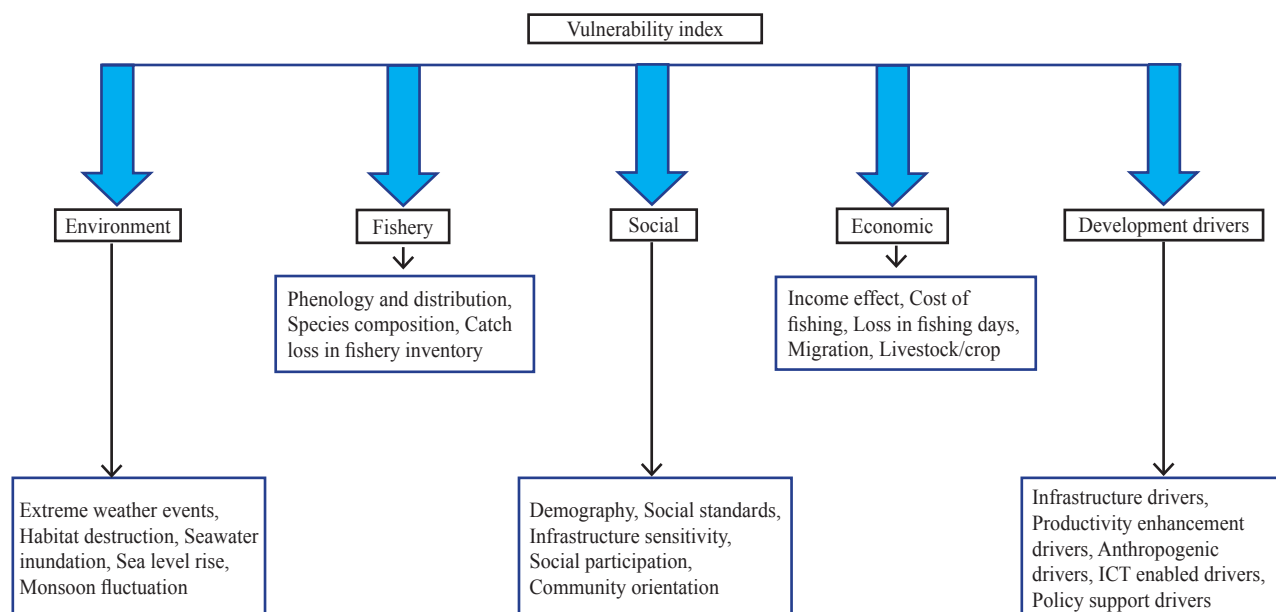 Vulnerability index
Environment
Fishery
Social
Economic
Development drivers
Phenology and distribution,
Species composition, Catch
loss in fishery inventory
Income effect, Cost of
fishing, Loss in fishing days,
Migration, Livestock/crop
Extreme weather events,
Habitat destruction, Seawater
inundation, Sea level rise,
Monsoon fluctuation
Demography, Social standards,
Infrastructure sensitivity,
Social participation,
Community orientation
Infrastructure drivers,
Productivity enhancement
drivers, Anthropogenic
drivers, ICT enabled drivers,
Policy support drivers